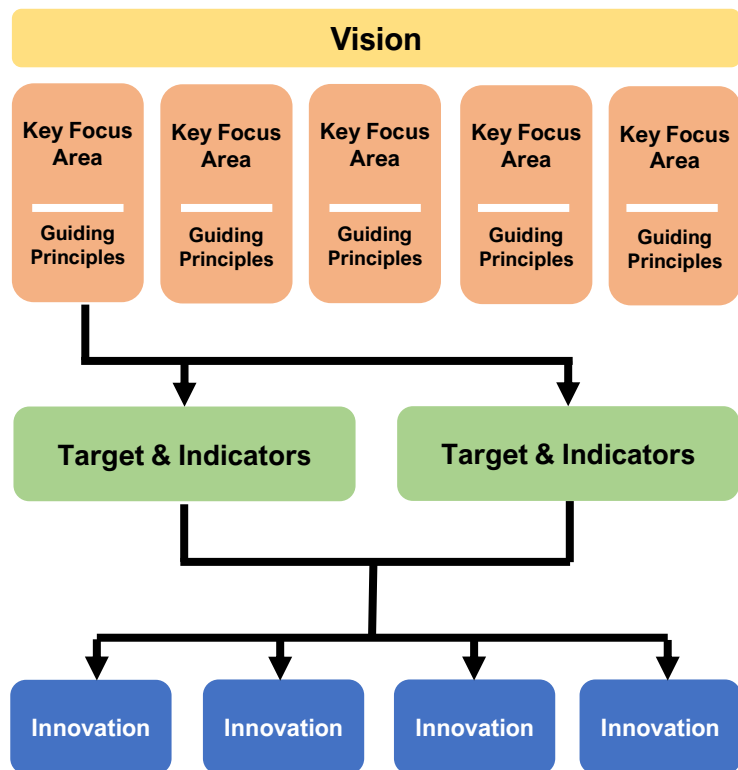 Vision
Key Focus
Area
Guiding
Principles
Key Focus
Area
Guiding
Principles
Key Focus
Area
Guiding
Principles
Key Focus
Area
Guiding
Principles
Key Focus
Area
Guiding
Principles
Target & Indicators
Target & Indicators
Innovation
Innovation
Innovation
Innovation